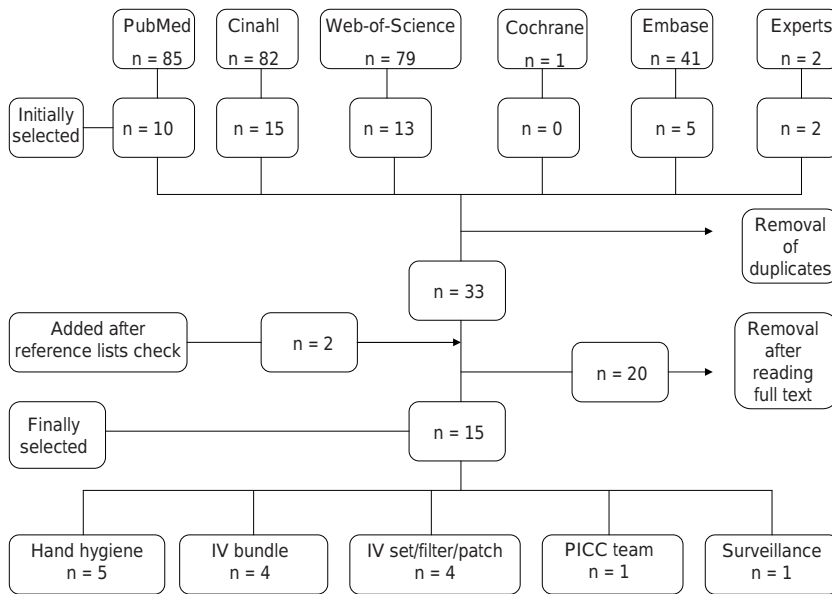 PubMed
n = 85
Cinahl
n = 82
Web-of-Science
n = 79
Cochrane
n = 1
Embase
n = 41
Experts
n = 2
Initially
selected
n = 10
n = 15
n = 13
n = 0
n = 5
n = 2
Removal
of
duplicates
n = 33
Added after
reference lists check
n = 2
n = 20
Removal
after
reading
full text
Finally
selected
n = 15
Hand hygiene
n = 5
IV bundle
n = 4
IV set/filter/patch
n = 4
PICC team
n = 1
Surveillance
n = 1